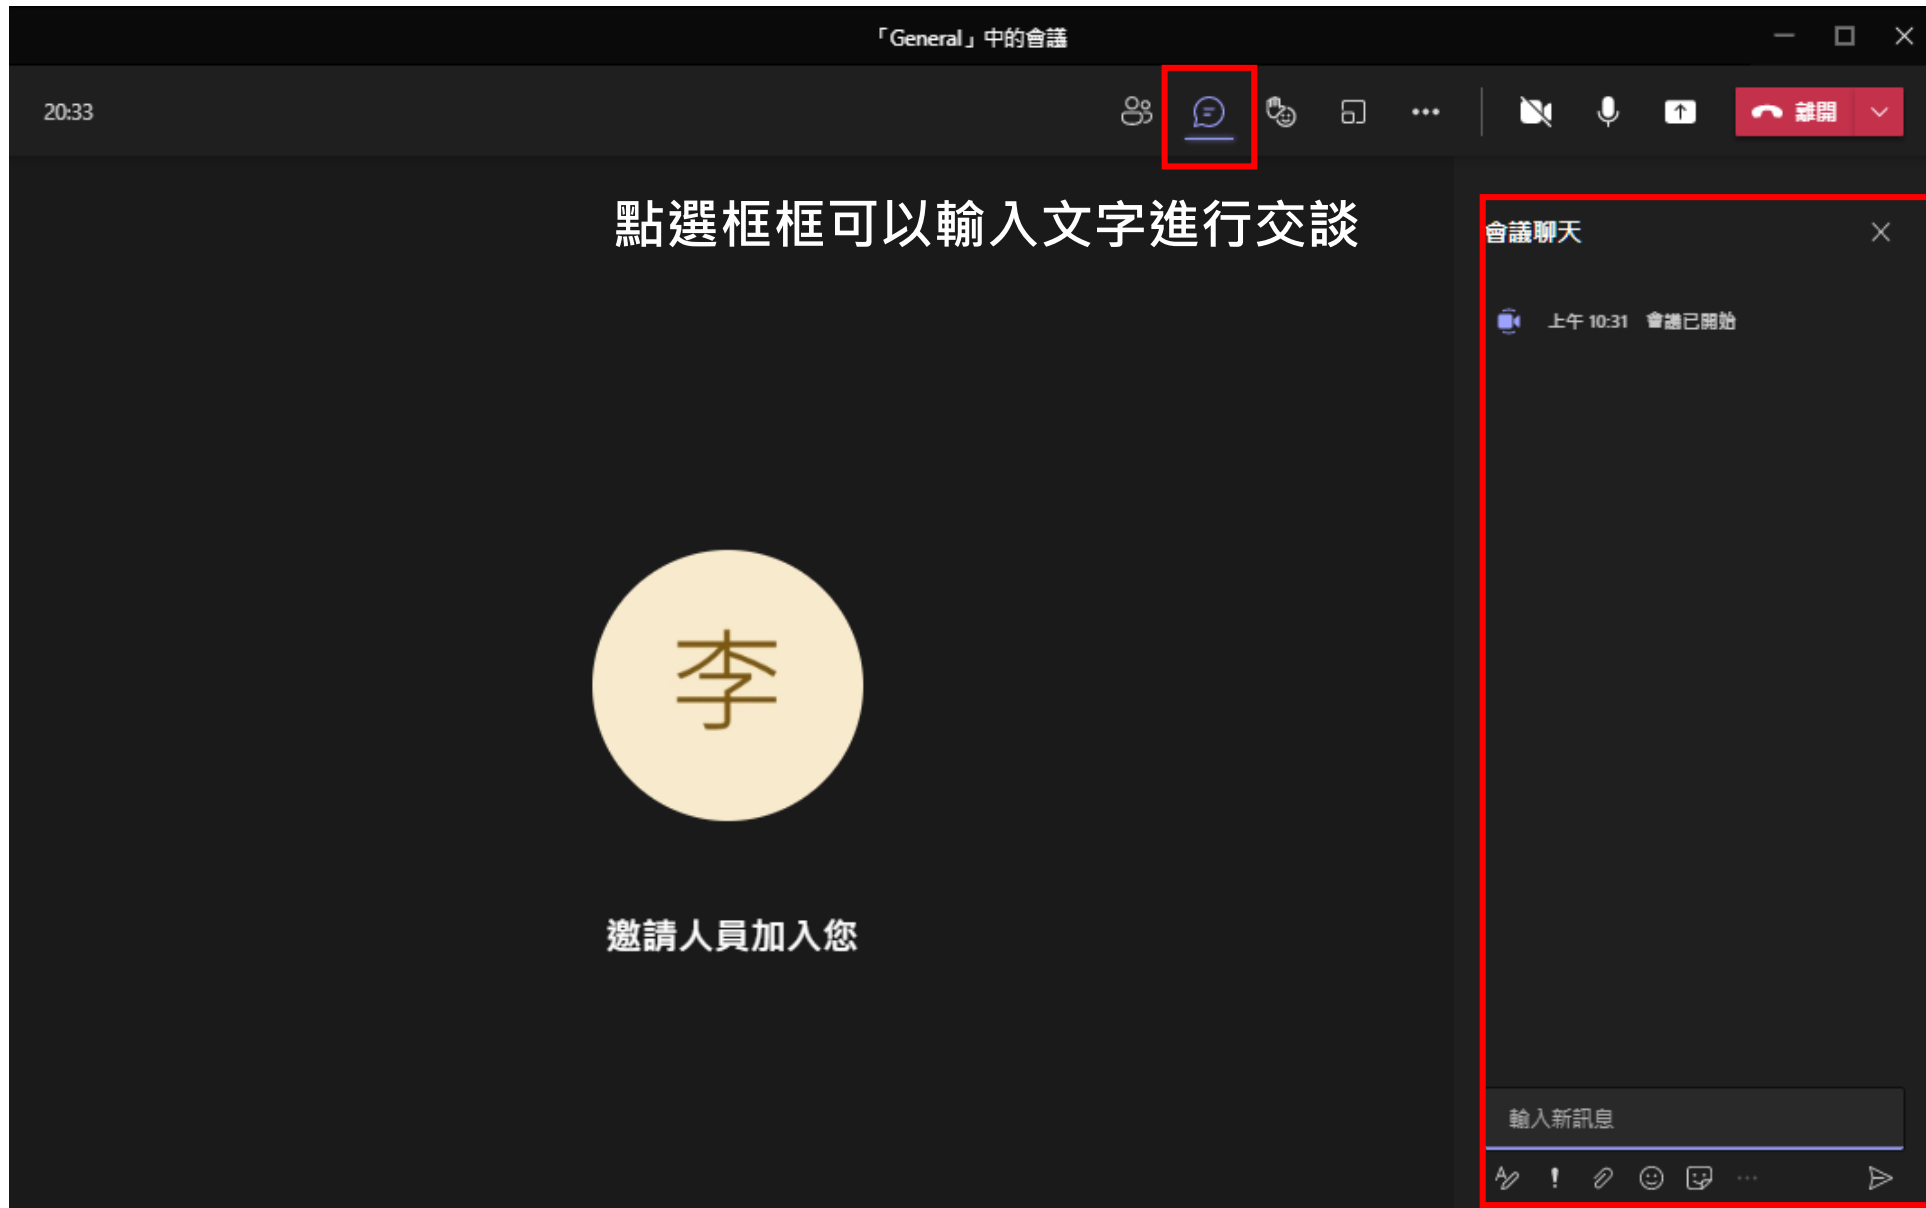 「General」中的會議
20:33
離開
點選框框可以輸入文字進行交談
會議聊天
上午 10:31 會議已開始
李
邀請人員加入您
輸入新訊息